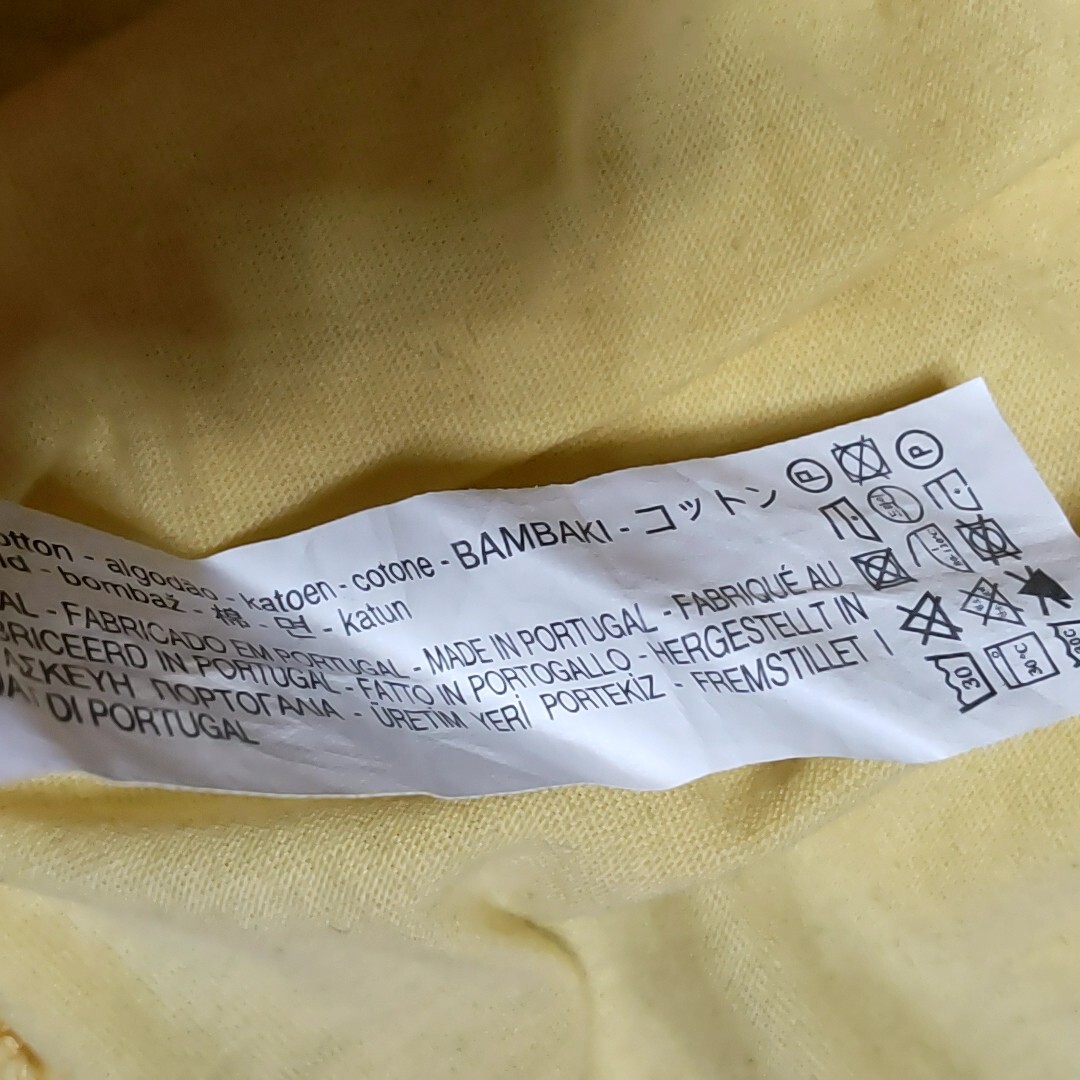 otton - algodão - katoen - cotone - BAMBAKI - コットン
- bombaž - 棉 - 면 - katun
AL - FABRICADO EM PORTUGAL - MADE IN PORTUGAL - FABRIQUÉ AU
BRICEERD IN PORTUGAL - FATTO IN PORTOGALLO - HERGESTELLT IN
ΑΣΚΕΥΗ ΠΟΡΤΟΓΑΛΙΑ - ÜRETİM YERİ PORTEKİZ - FREMSTILLET I
DI PORTUGAL
P P
30 30°C